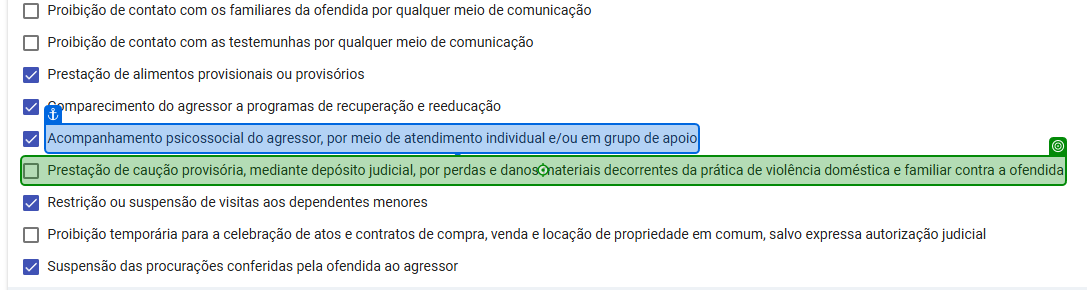 Proibição de contato com os familiares da ofendida por qualquer meio de comunicação
Proibição de contato com as testemunhas por qualquer meio de comunicação
Prestação de alimentos provisionais ou provisórios
Comparecimento do agressor a programas de recuperação e reeducação
Acompanhamento psicossocial do agressor, por meio de atendimento individual e/ou em grupo de apoio
Prestação de caução provisória, mediante depósito judicial, por perdas e danos materiais decorrentes da prática de violência doméstica e familiar contra a ofendida
Restrição ou suspensão de visitas aos dependentes menores
Proibição temporária para a celebração de atos e contratos de compra, venda e locação de propriedade em comum, salvo expressa autorização judicial
Suspensão das procurações conferidas pela ofendida ao agressor